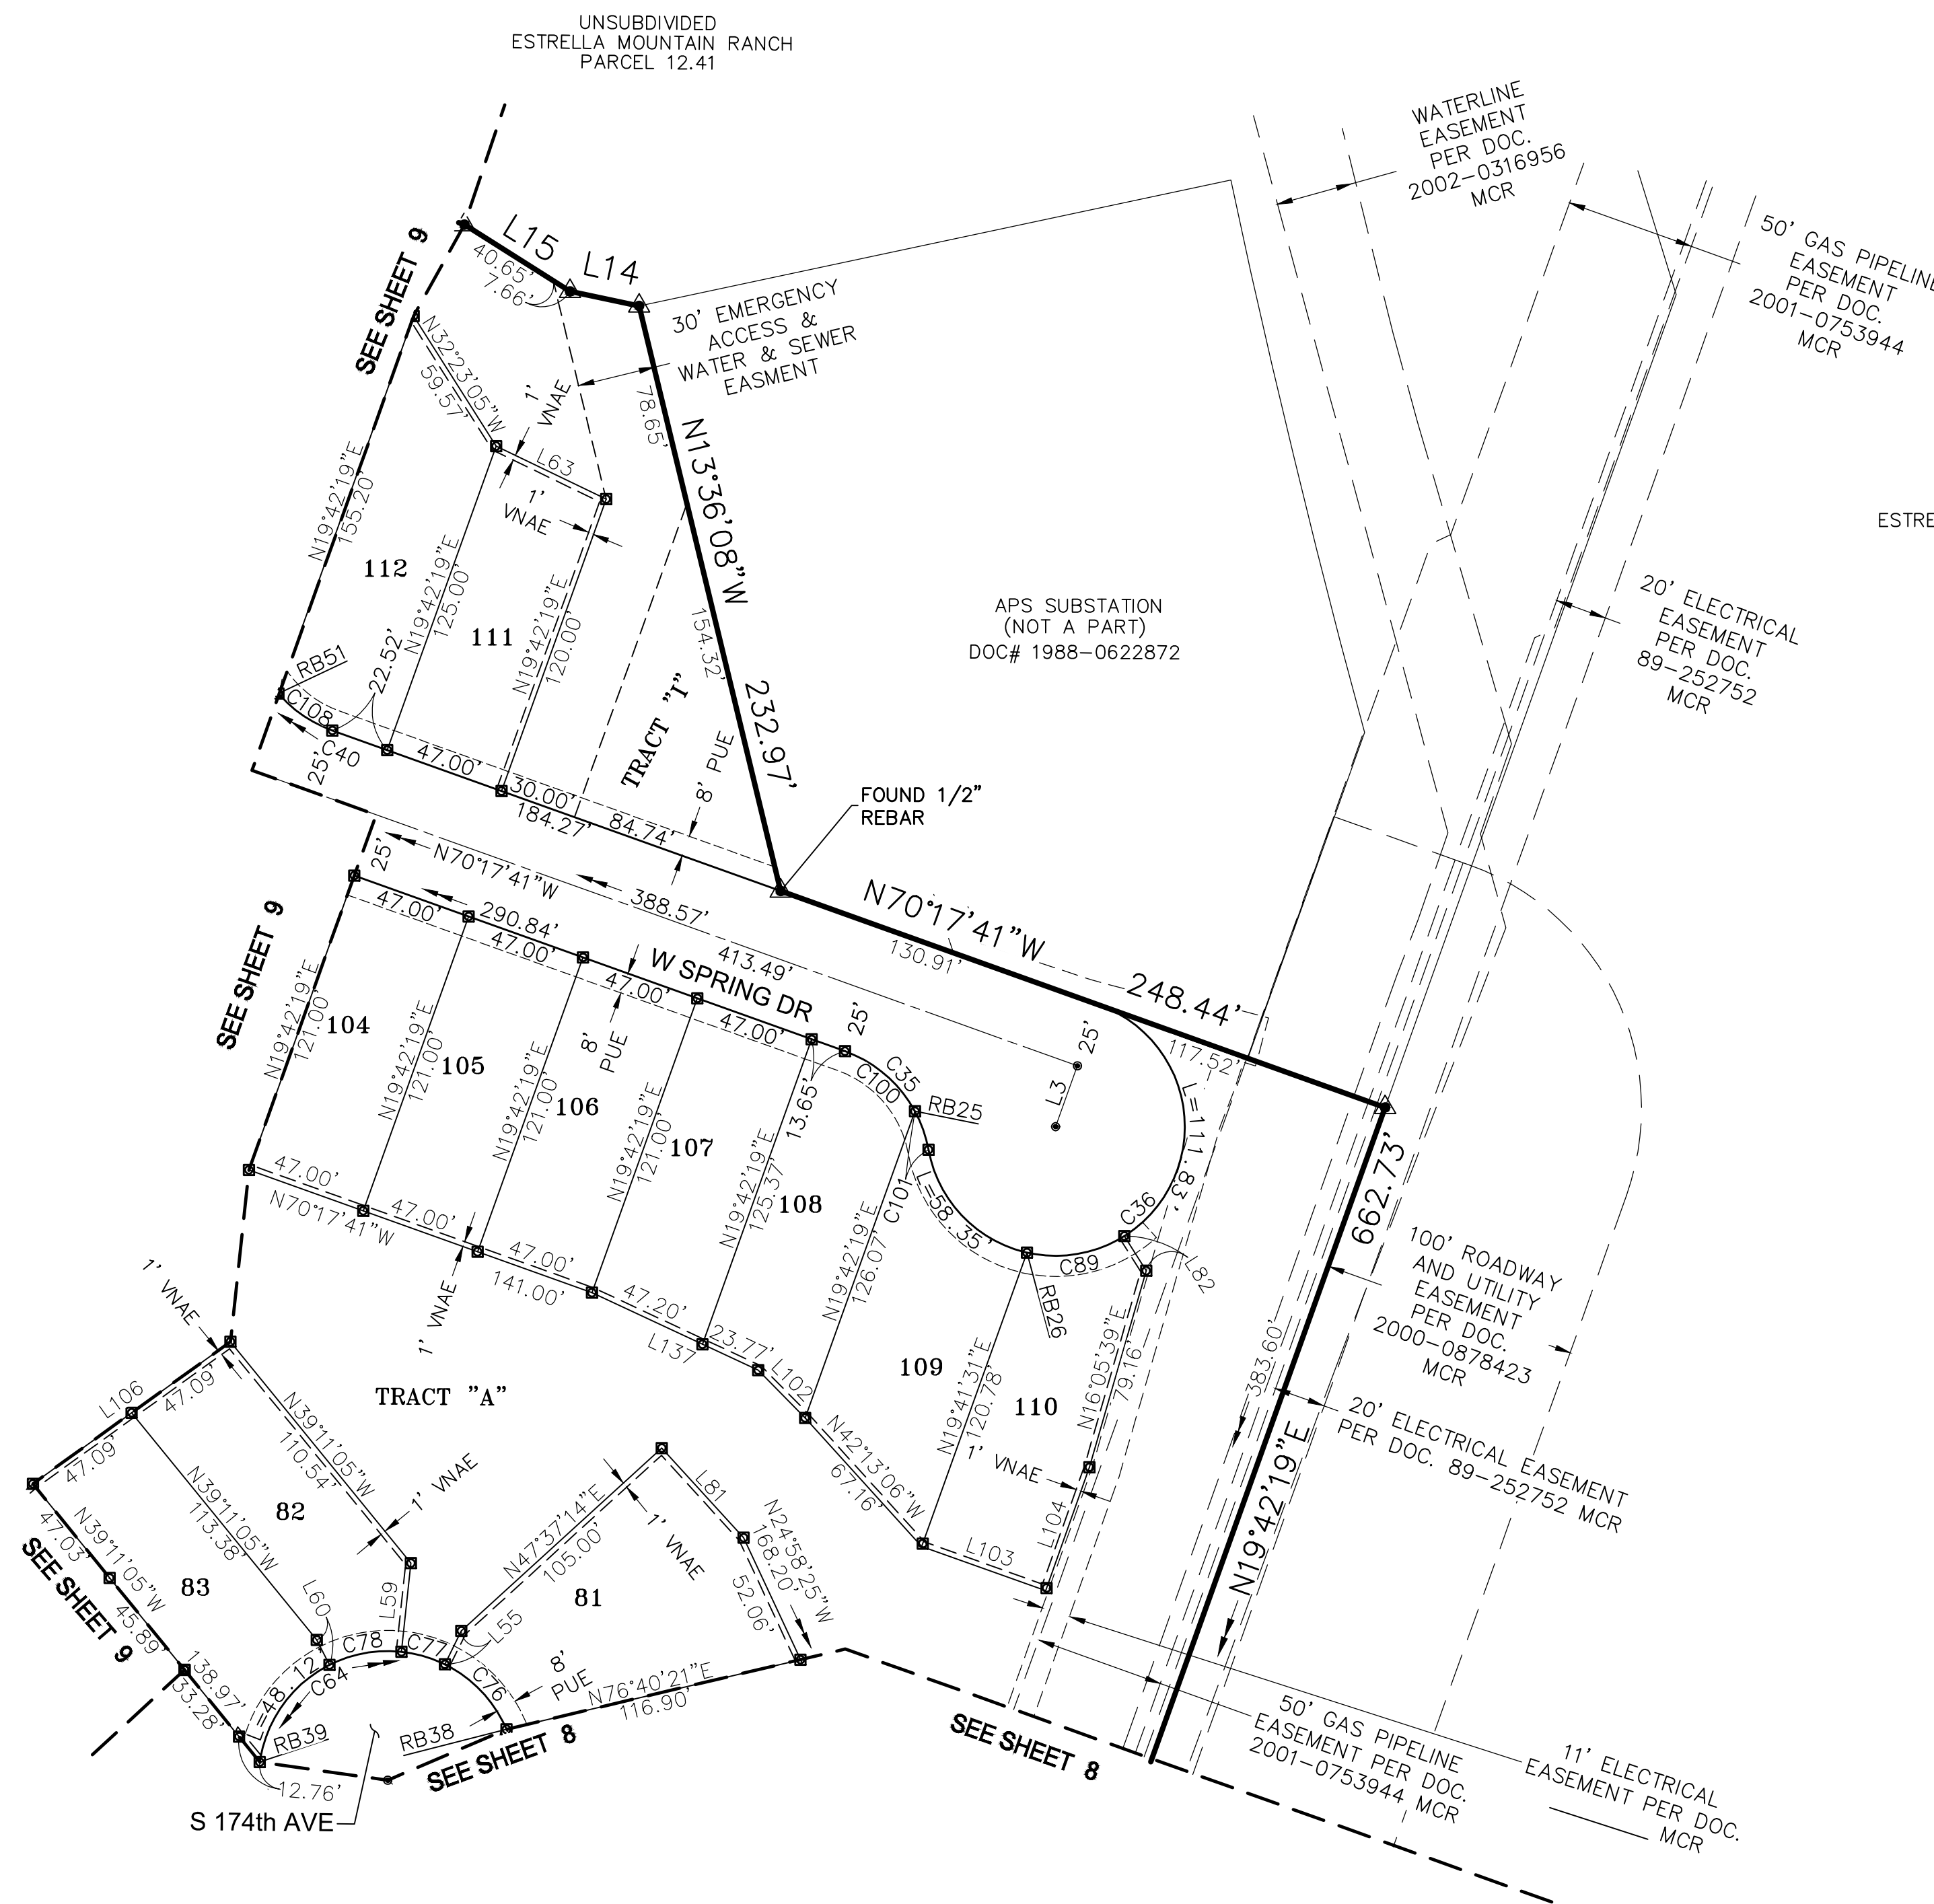 UNSUBDIVIDED
ESTRELLA MOUNTAIN RANCH
PARCEL 12.41
WATERLINE
EASEMENT
PER DOC.
2002-0316956
MCR
50' GAS PIPELINE
EASEMENT
PER DOC.
2001-0753944
MCR
SEE SHEET 9
L15
L14
40.65'
7.66'
30' EMERGENCY
ACCESS &
WATER & SEWER
EASMENT
N32°23'05"W
59.57'
1'
VNAE
L63
1'
VNAE
78.65'
N13°36'08"W
232.97'
154.32'
N19°42'19"E
155.20'
112
N19°42'19"E
125.00'
111
N19°42'19"E
120.00'
TRACT "I"
8' PUE
APS SUBSTATION
(NOT A PART)
DOC# 1988-0622872
ESTRE
20' ELECTRICAL
EASEMENT
PER DOC.
89-252752
MCR
RB51
C108
C40
25'
22.52'
47.00'
30.00'
184.27'
84.74'
FOUND 1/2"
REBAR
25'
N70°17'41"W
388.57'
413.49'
W SPRING DR
N70°17'41"W
248.44'
130.91'
117.52'
SEE SHEET 9
47.00'
290.84'
47.00'
47.00'
47.00'
8'
PUE
13.65'
25'
C35
C100
RB25
C101
L=58.35'
L3
25'
L=111.83'
C36
C89
L82
RB26
N19°42'19"E
121.00'
104
N19°42'19"E
121.00'
105
N19°42'19"E
121.00'
106
N19°42'19"E
121.00'
107
N19°42'19"E
125.37'
108
N19°42'19"E
126.07'
109
N19°41'31"E
120.78'
110
N16°05'39"E
79.16'
1' VNAE
L104
L103
47.00'
N70°17'41"W
47.00'
47.00'
141.00'
47.20'
L137
23.77'
L102
N42°13'06"W
67.16'
1' VNAE
662.73'
N19°42'19"E
383.60'
100' ROADWAY
AND UTILITY
EASEMENT
PER DOC.
2000-0878423
MCR
20' ELECTRICAL EASEMENT
PER DOC. 89-252752 MCR
1' VNAE
TRACT "A"
L106
47.09'
47.09'
N39°11'05"W
110.54'
1' VNAE
82
N39°11'05"W
113.38'
83
47.03'
N39°11'05"W
45.89'
138.97'
33.28'
SEE SHEET 9
L60
L59
C78
C77
C64
L=48.12'
RB39
12.76'
S 174th AVE
N47°37'14"E
105.00'
1' VNAE
81
L55
C76
8'
PUE
RB38
L81
N24°58'25"W
168.20'
52.06'
N76°40'21"E
116.90'
SEE SHEET 8
SEE SHEET 8
50' GAS PIPELINE
EASEMENT PER DOC.
2001-0753944 MCR
11' ELECTRICAL
EASEMENT PER DOC.
MCR